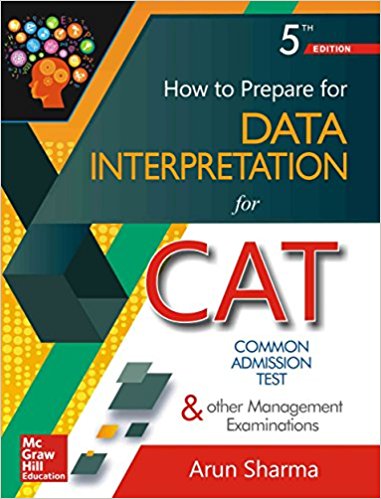 5TH
EDITION
How to Prepare for
DATA
INTERPRETATION
for
CAT
COMMON
ADMISSION
TEST
& other Management
Examinations
Mc
Graw
Hill
Education
Arun Sharma